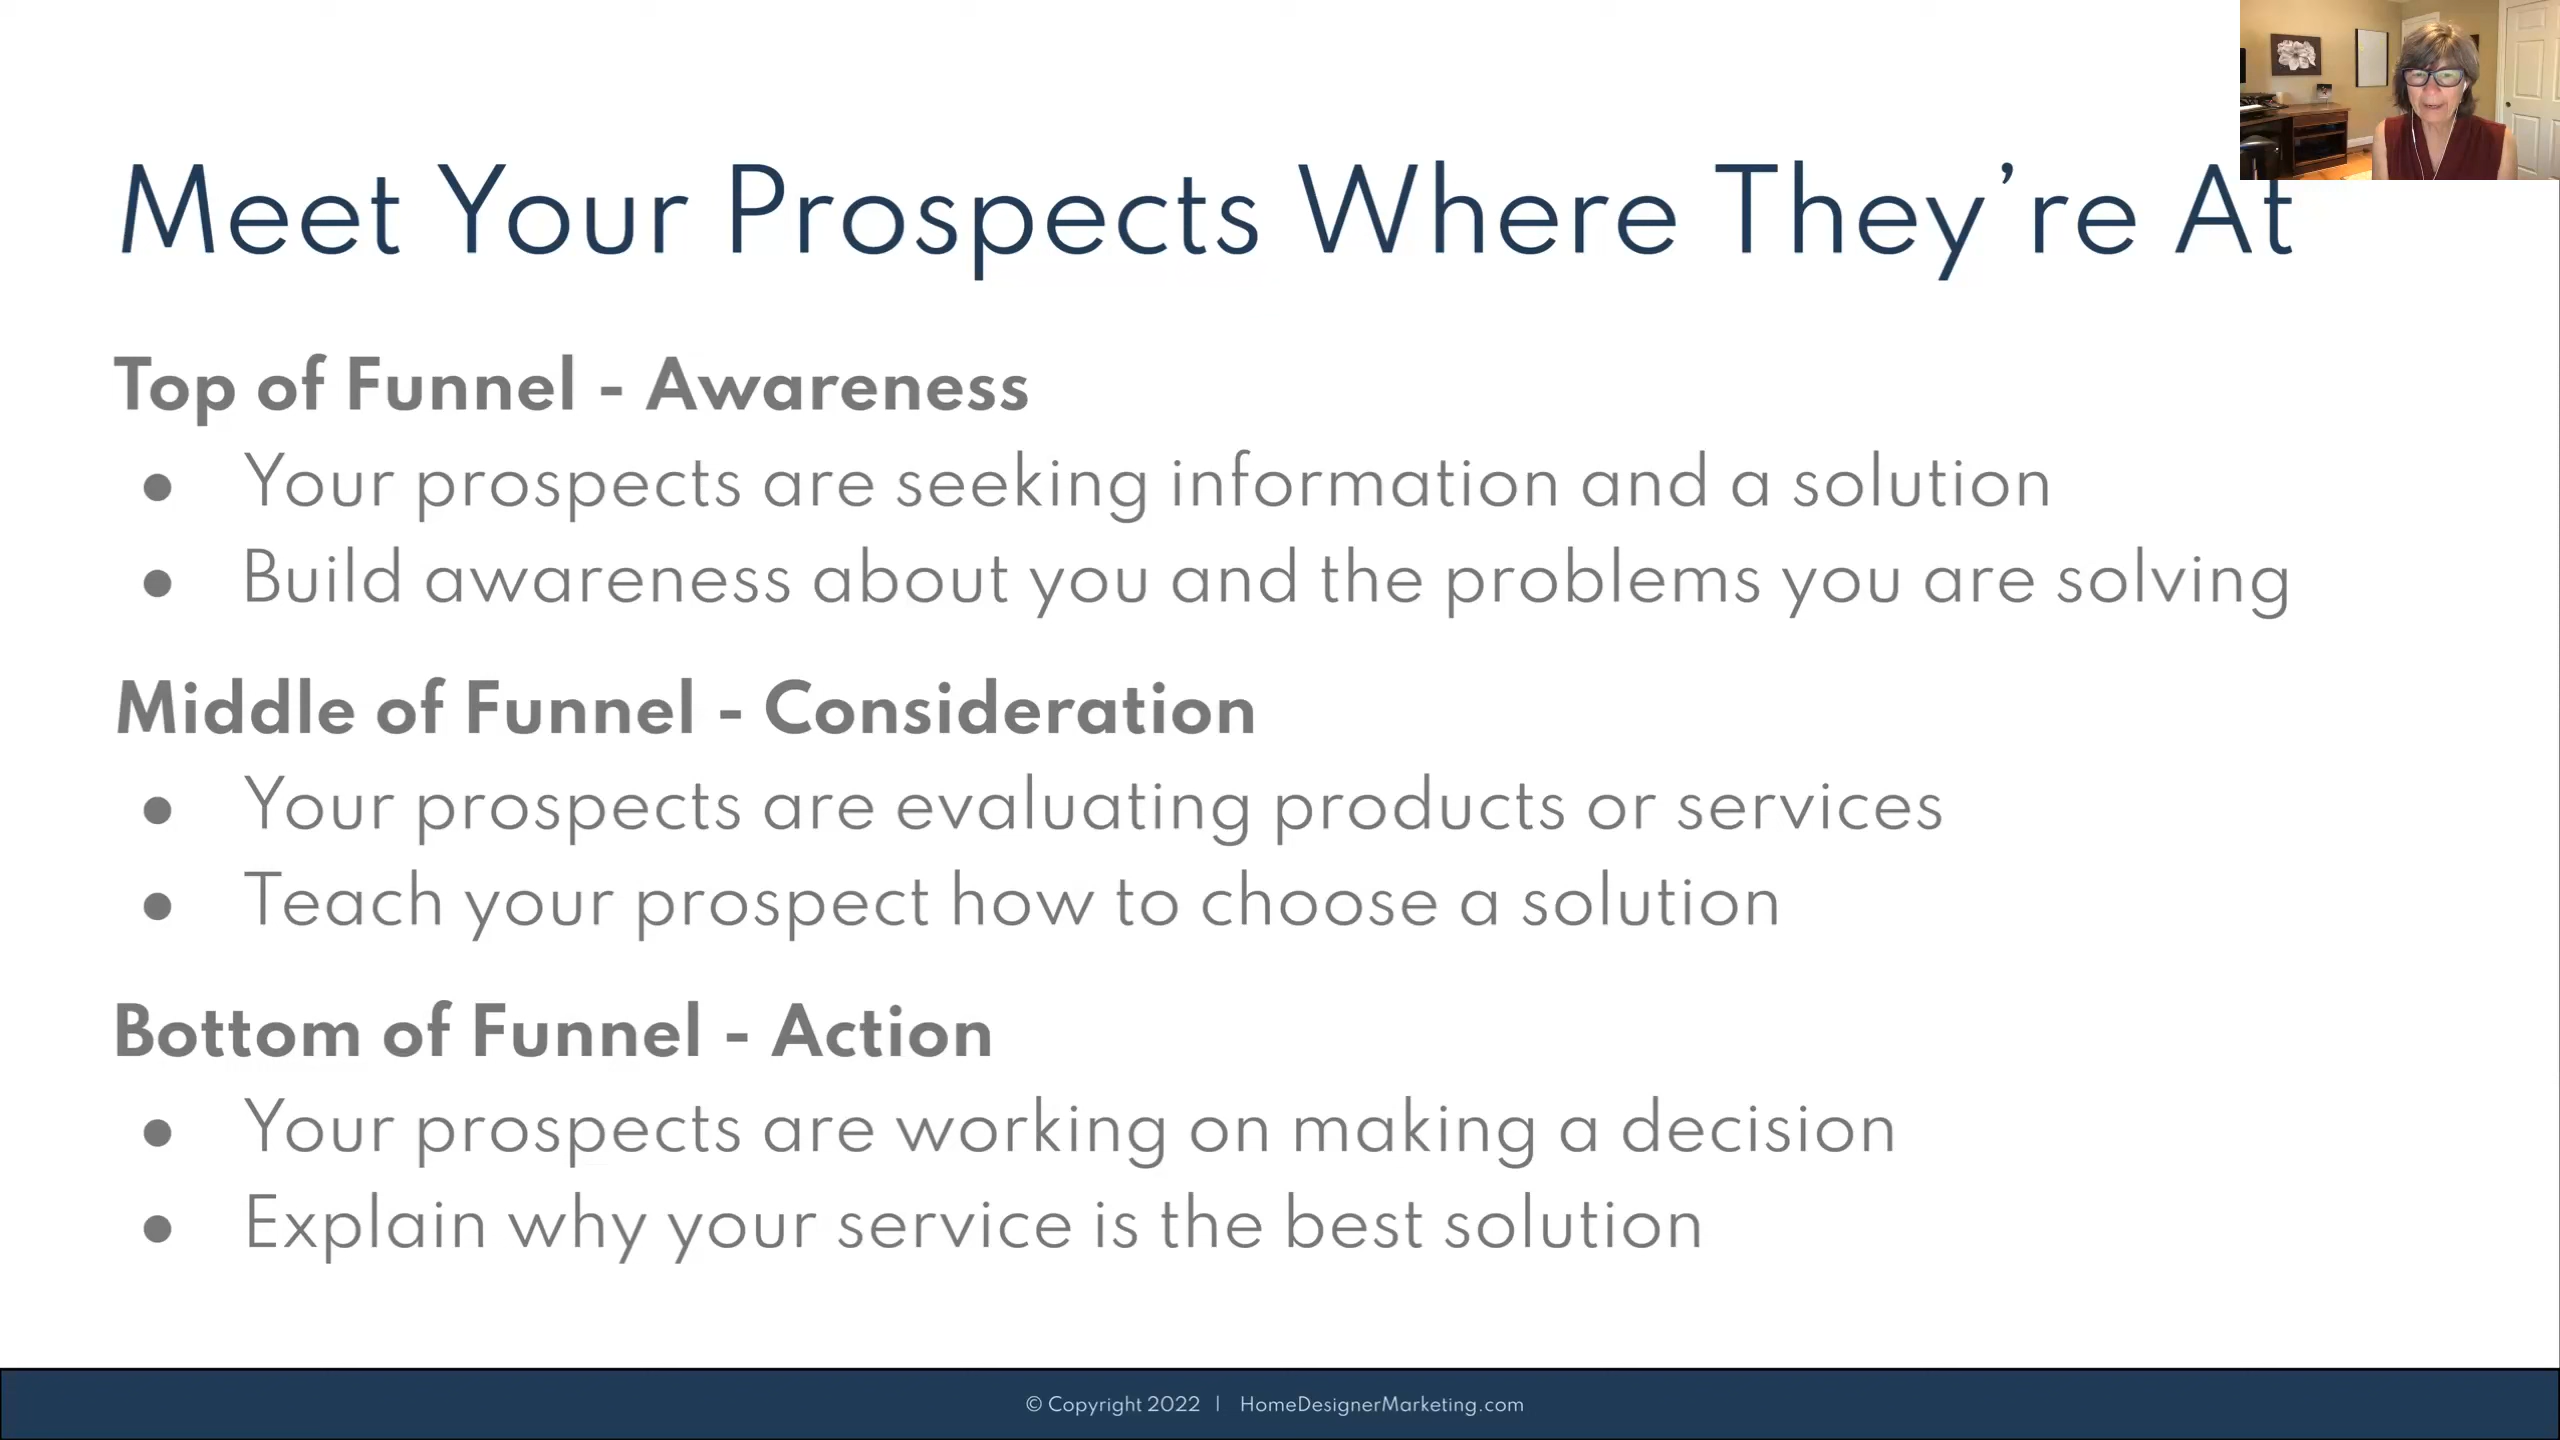 Meet Your Prospects Where They’re At
Top of Funnel - Awareness
● Your prospects are seeking information and a solution
● Build awareness about you and the problems you are solving
Middle of Funnel - Consideration
● Your prospects are evaluating products or services
● Teach your prospect how to choose a solution
Bottom of Funnel - Action
● Your prospects are working on making a decision
● Explain why your service is the best solution
© Copyright 2022 | HomeDesignerMarketing.com